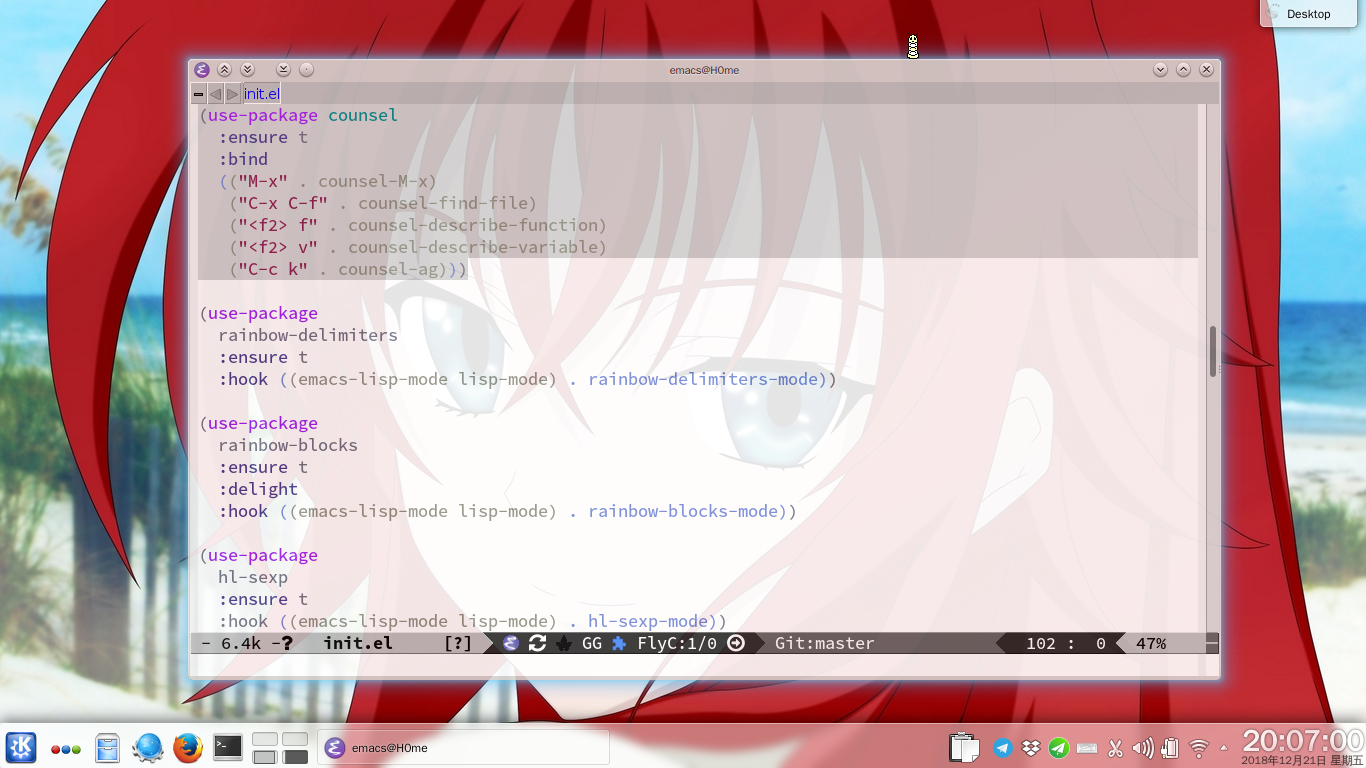 Desktop
emacs@H0me
init.el
(use-package counsel
  :ensure t
  :bind
  (("M-x" . counsel-M-x)
   ("C-x C-f" . counsel-find-file)
   ("<f2> f" . counsel-describe-function)
   ("<f2> v" . counsel-describe-variable)
   ("C-c k" . counsel-ag)))
(use-package
  rainbow-delimiters
  :ensure t
  :hook ((emacs-lisp-mode lisp-mode) . rainbow-delimiters-mode))
(use-package
  rainbow-blocks
  :ensure t
  :delight
  :hook ((emacs-lisp-mode lisp-mode) . rainbow-blocks-mode))
(use-package
  hl-sexp
  :ensure t
  :hook ((emacs-lisp-mode lisp-mode) . hl-sexp-mode))
- 6.4k -? init.el [?] GG FlyC:1/0 Git:master 102 : 0 47%
emacs@H0me
20:07:00
2018年12月21日 星期五